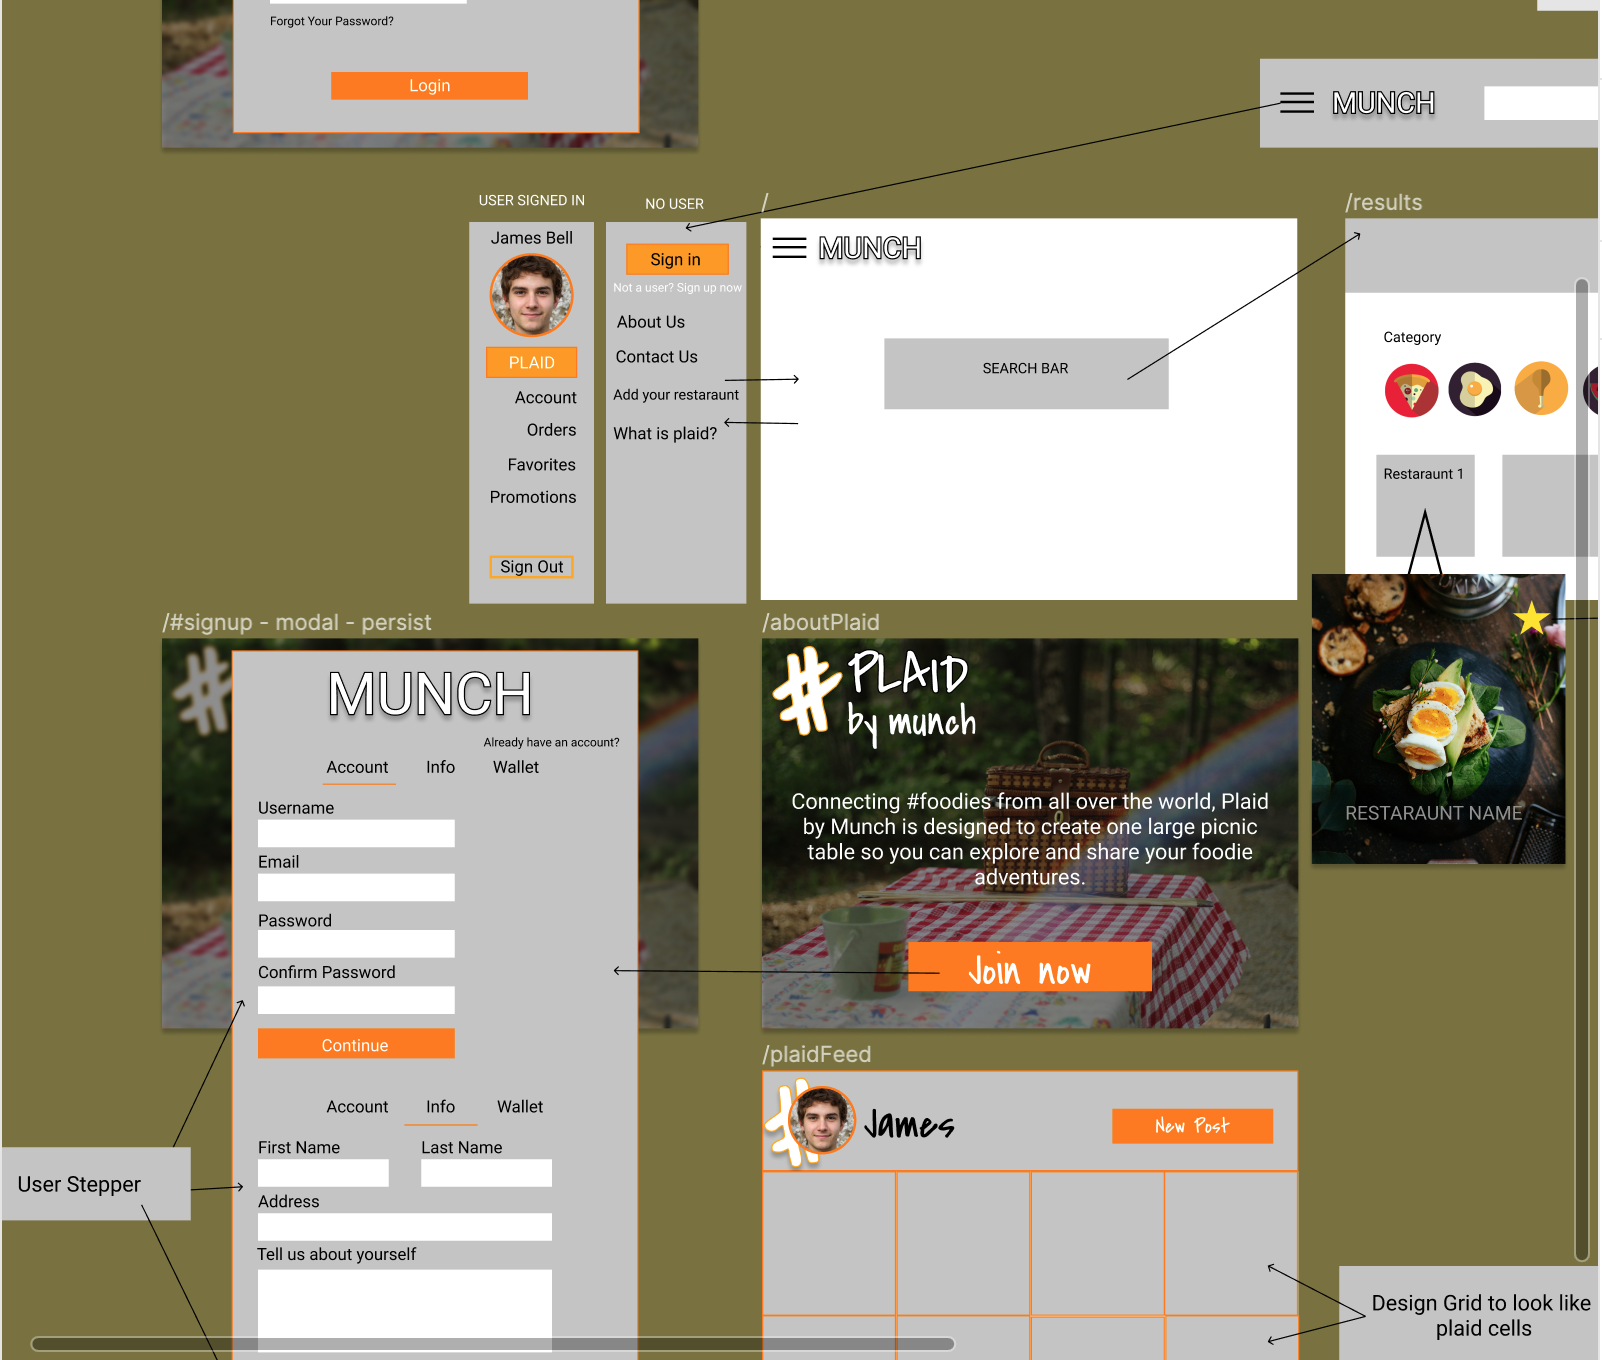 Forgot Your Password?
Login
MUNCH
USER SIGNED IN
NO USER
/
/results
James Bell
PLAID
Account
Orders
Favorites
Promotions
Sign Out
Sign in
Not a user? Sign up now
About Us
Contact Us
Add your restaraunt
What is plaid?
MUNCH
SEARCH BAR
Category
Restaraunt 1
RESTARAUNT NAME
/#signup - modal - persist
#
MUNCH
Already have an account?
Account Info Wallet
Username
Email
Password
Confirm Password
Continue
Account Info Wallet
First Name Last Name
Address
Tell us about yourself
User Stepper
/aboutPlaid
# PLAID
by munch
Connecting #foodies from all over the world, Plaid
by Munch is designed to create one large picnic
table so you can explore and share your foodie
adventures.
Join now
/plaidFeed
# James
New Post
Design Grid to look like
plaid cells